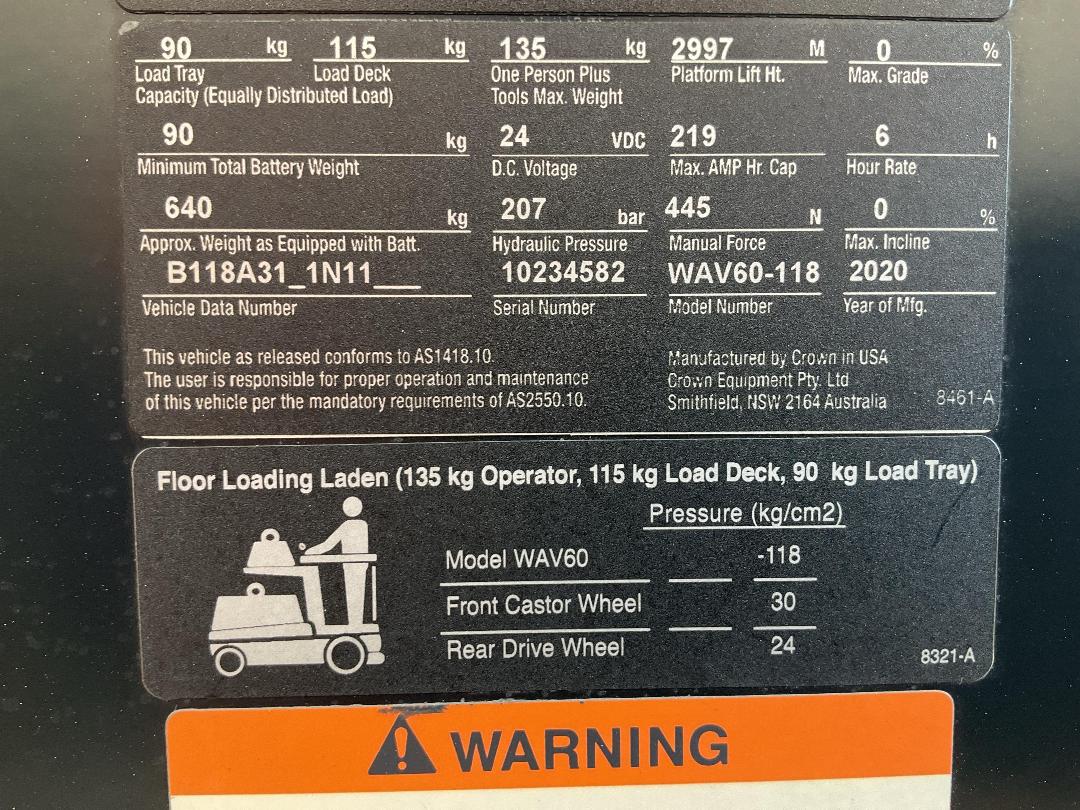 90 kg 115 kg 135 kg 2997 M 0 %
Load Tray Load Deck One Person Plus Platform Lift Ht. Max. Grade
Capacity (Equally Distributed Load) Tools Max. Weight
90 kg 24 VDC 219 6 h
Minimum Total Battery Weight D.C. Voltage Max. AMP Hr. Cap Hour Rate
640 kg 207 bar 445 N 0 %
Approx. Weight as Equipped with Batt. Hydraulic Pressure Manual Force Max. Incline
B118A31_1N11___ 10234582 WAV60-118 2020
Vehicle Data Number Serial Number Model Number Year of Mfg.
This vehicle as released conforms to AS1418.10.
The user is responsible for proper operation and maintenance
of this vehicle per the mandatory requirements of AS2550.10.
Manufactured by Crown in USA
Crown Equipment Pty. Ltd
Smithfield, NSW 2164 Australia 8461-A
Floor Loading Laden (135 kg Operator, 115 kg Load Deck, 90 kg Load Tray)
Pressure (kg/cm2)
Model WAV60 -118
Front Castor Wheel 30
Rear Drive Wheel 24
8321-A
WARNING